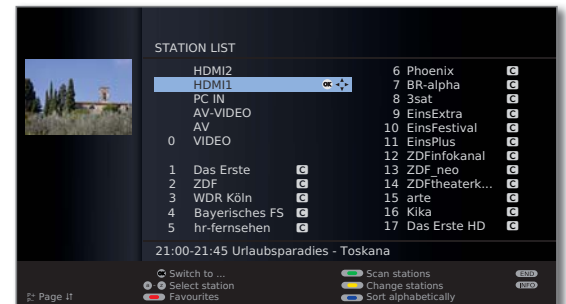 STATION LIST
HDMI2
HDMI1 OK
PC IN
AV-VIDEO
AV
0 VIDEO
1 Das Erste C
2 ZDF C
3 WDR Köln C
4 Bayerisches FS C
5 hr-fernsehen C
6 Phoenix C
7 BR-alpha C
8 3sat C
9 EinsExtra C
10 EinsFestival C
11 EinsPlus C
12 ZDFinfokanal C
13 ZDF_neo C
14 ZDFtheaterk... C
15 arte C
16 Kika C
17 Das Erste HD C
21:00-21:45 Urlaubsparadies - Toskana
OK Switch to ...
Select station
Favourites
Scan stations
Change stations
Sort alphabetically
END
INFO
P+ P- Page